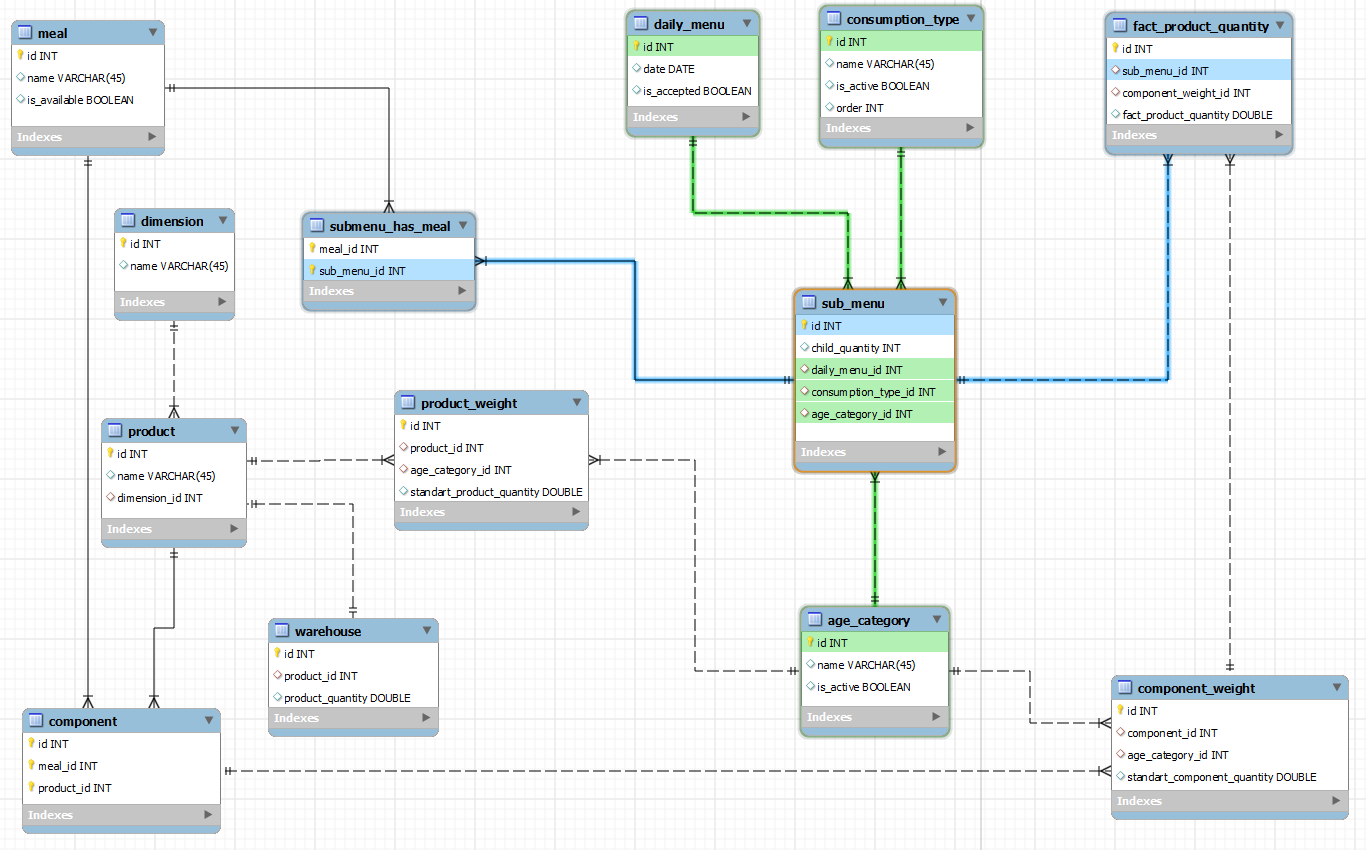 meal
id INT
name VARCHAR(45)
is_available BOOLEAN
Indexes
daily_menu
id INT
date DATE
is_accepted BOOLEAN
Indexes
consumption_type
id INT
name VARCHAR(45)
is_active BOOLEAN
order INT
Indexes
fact_product_quantity
id INT
sub_menu_id INT
component_weight_id INT
fact_product_quantity DOUBLE
Indexes
dimension
id INT
name VARCHAR(45)
Indexes
submenu_has_meal
meal_id INT
sub_menu_id INT
Indexes
sub_menu
id INT
child_quantity INT
daily_menu_id INT
consumption_type_id INT
age_category_id INT
Indexes
product
id INT
name VARCHAR(45)
dimension_id INT
Indexes
product_weight
id INT
product_id INT
age_category_id INT
standart_product_quantity DOUBLE
Indexes
warehouse
id INT
product_id INT
product_quantity DOUBLE
Indexes
age_category
id INT
name VARCHAR(45)
is_active BOOLEAN
Indexes
component
id INT
meal_id INT
product_id INT
Indexes
component_weight
id INT
component_id INT
age_category_id INT
standart_component_quantity DOUBLE
Indexes